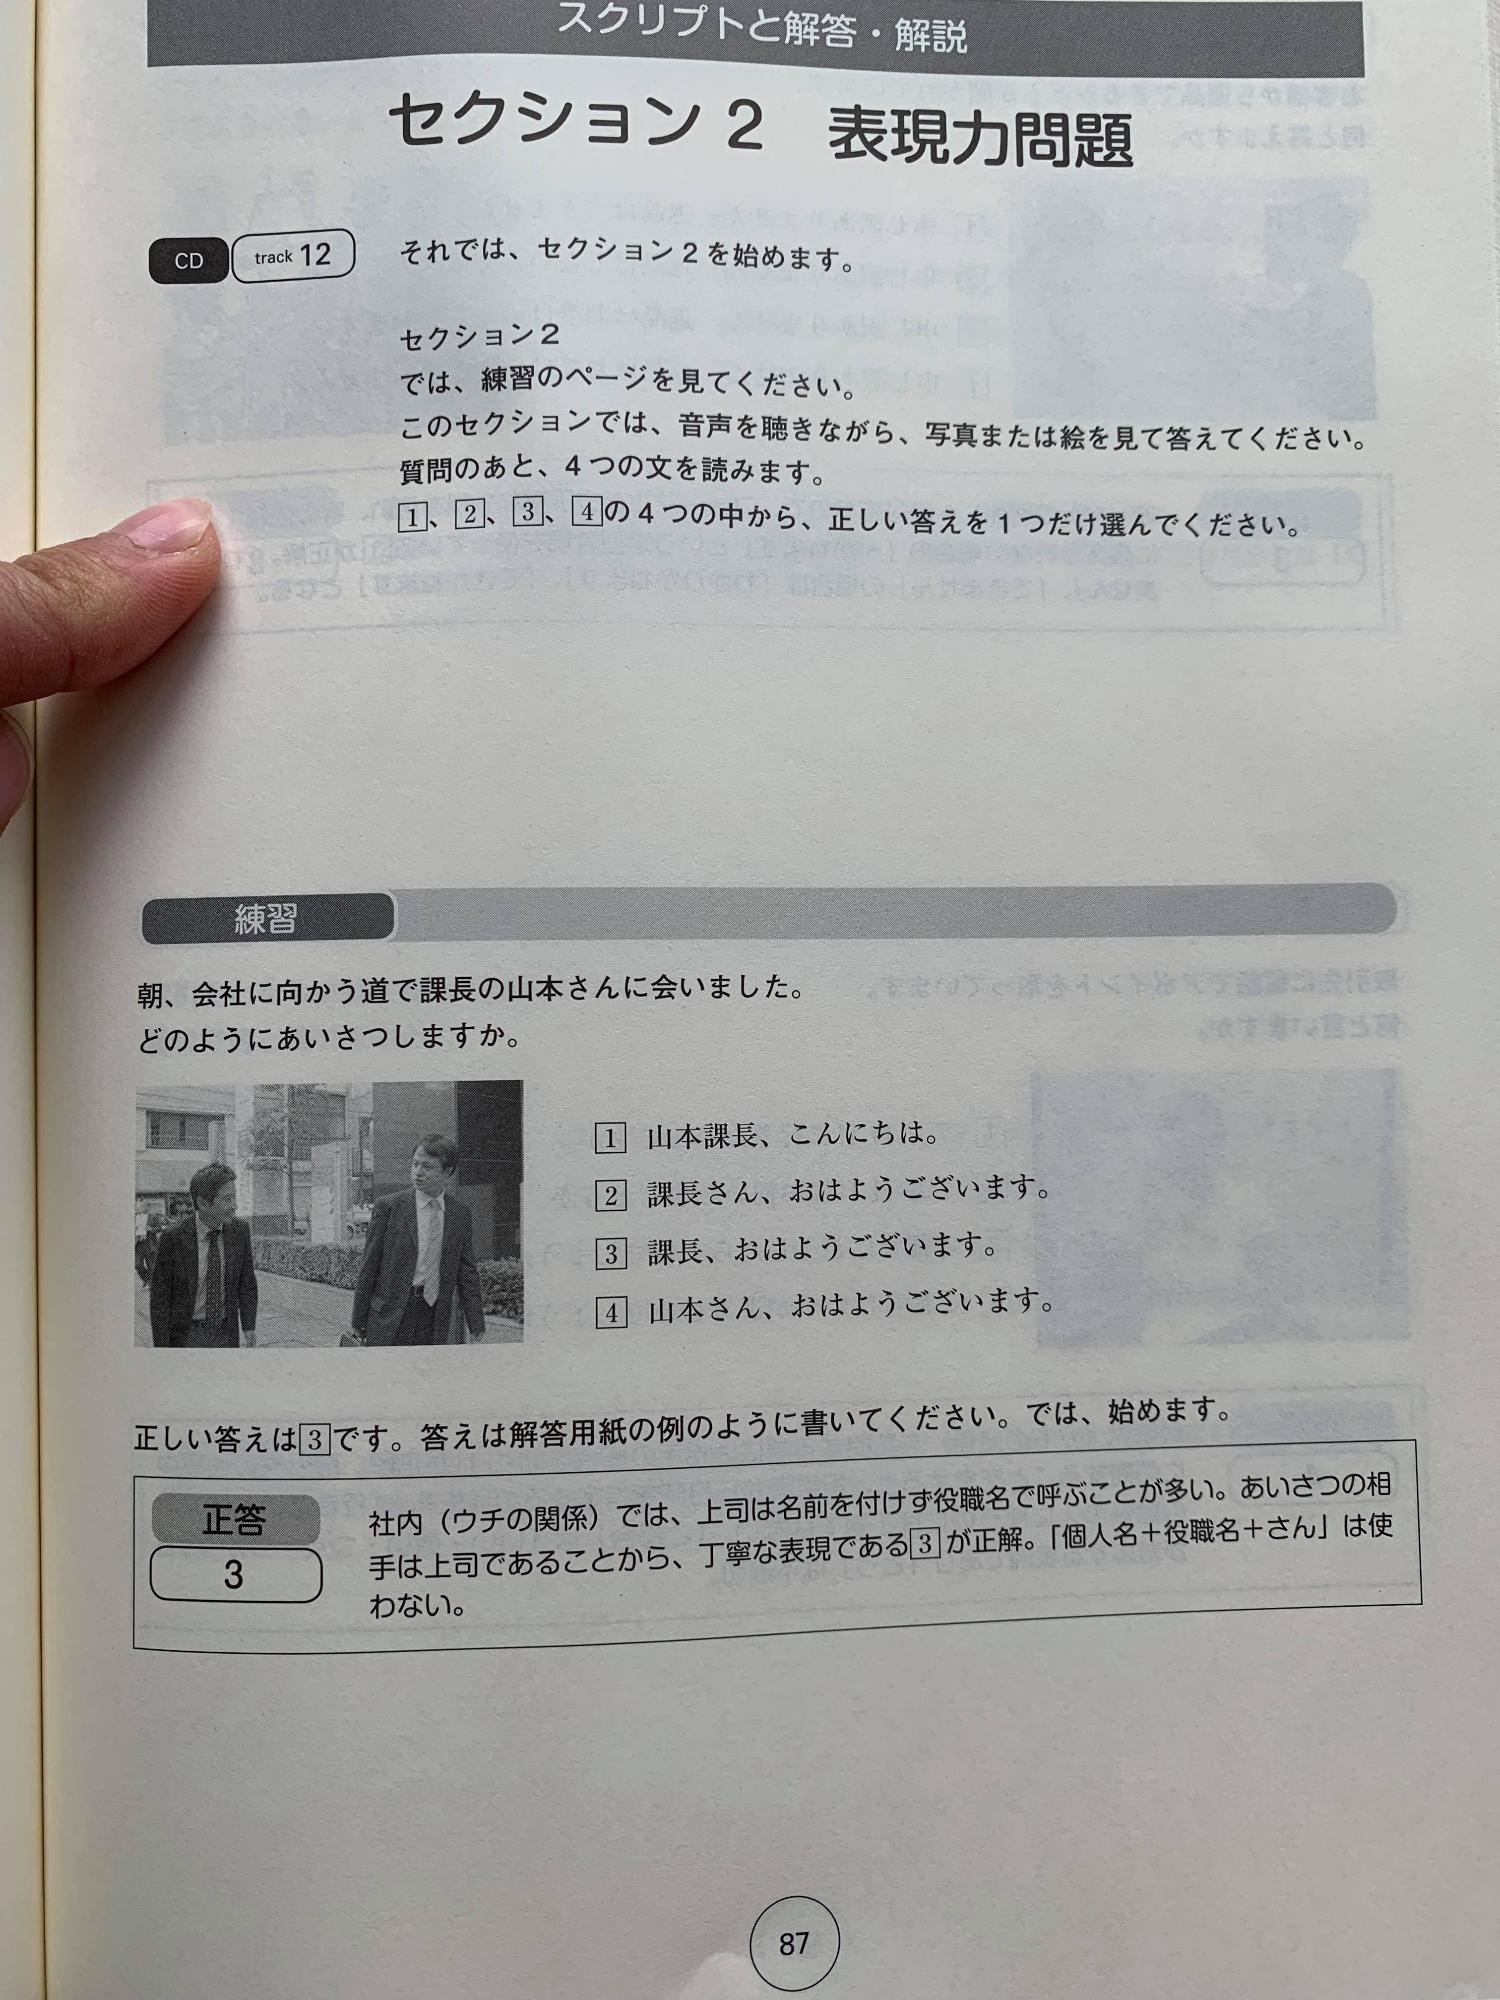 スクリプトと解答・解説
セクション 2　表現力問題
CD track 12 それでは、セクション 2 を始めます。
セクション 2
では、練習のページを見てください。
このセクションでは、音声を聴きながら、写真または絵を見て答えてください。
質問のあと、4 つの文を読みます。
1、2、3、4の 4 つの中から、正しい答えを 1 つだけ選んでください。
練習
朝、会社に向かう道で課長の山本さんに会いました。
どのようにあいさつしますか。
1 山本課長、こんにちは。
2 課長さん、おはようございます。
3 課長、おはようございます。
4 山本さん、おはようございます。
正しい答えは3です。答えは解答用紙の例のように書いてください。では、始めます。
正答
3
社内（ウチの関係）では、上司は名前を付けず役職名で呼ぶことが多い。あいさつの相
手は上司であることから、丁寧な表現である3が正解。「個人名＋役職名＋さん」は使
わない。
87